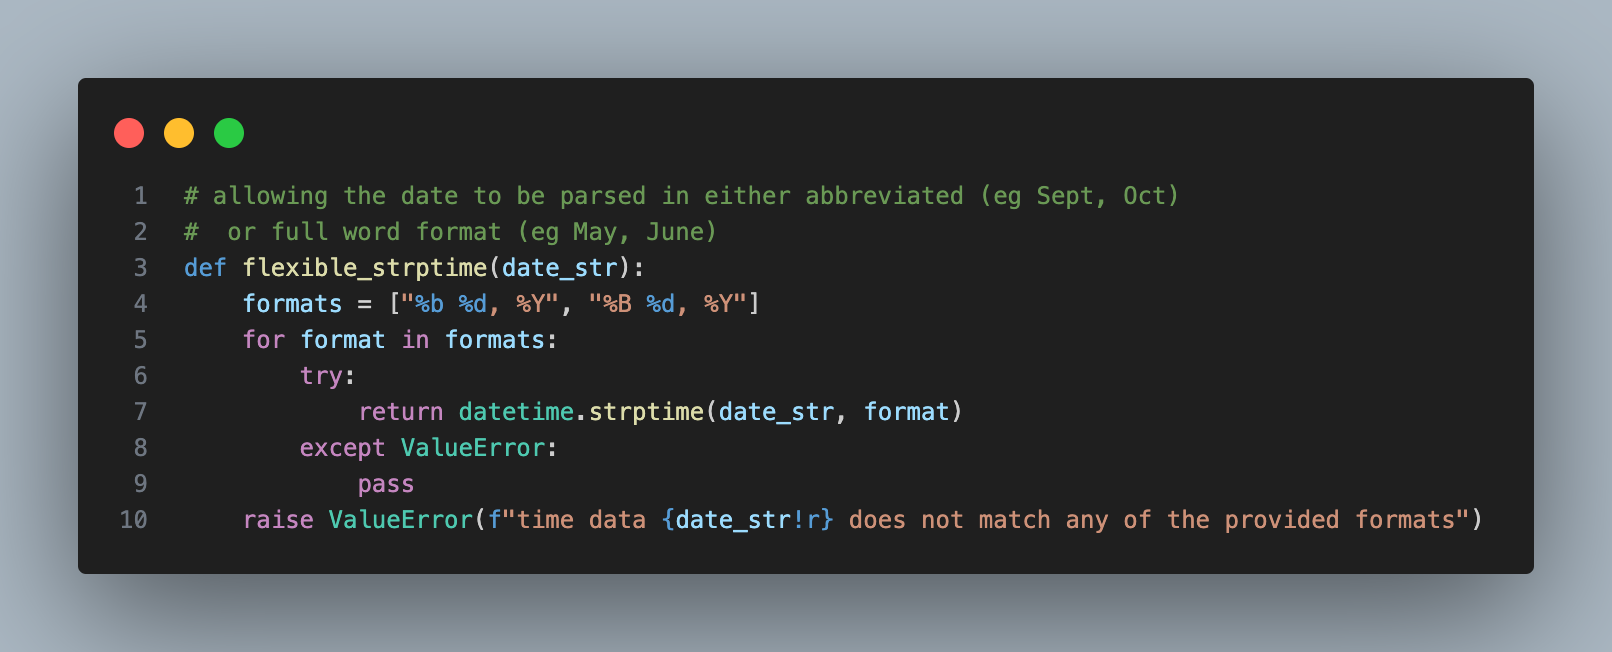 1 # allowing the date to be parsed in either abbreviated (eg Sept, Oct)
2 #  or full word format (eg May, June)
3 def flexible_strptime(date_str):
4     formats = ["%b %d, %Y", "%B %d, %Y"]
5     for format in formats:
6         try:
7             return datetime.strptime(date_str, format)
8         except ValueError:
9             pass
10     raise ValueError(f"time data {date_str!r} does not match any of the provided formats")